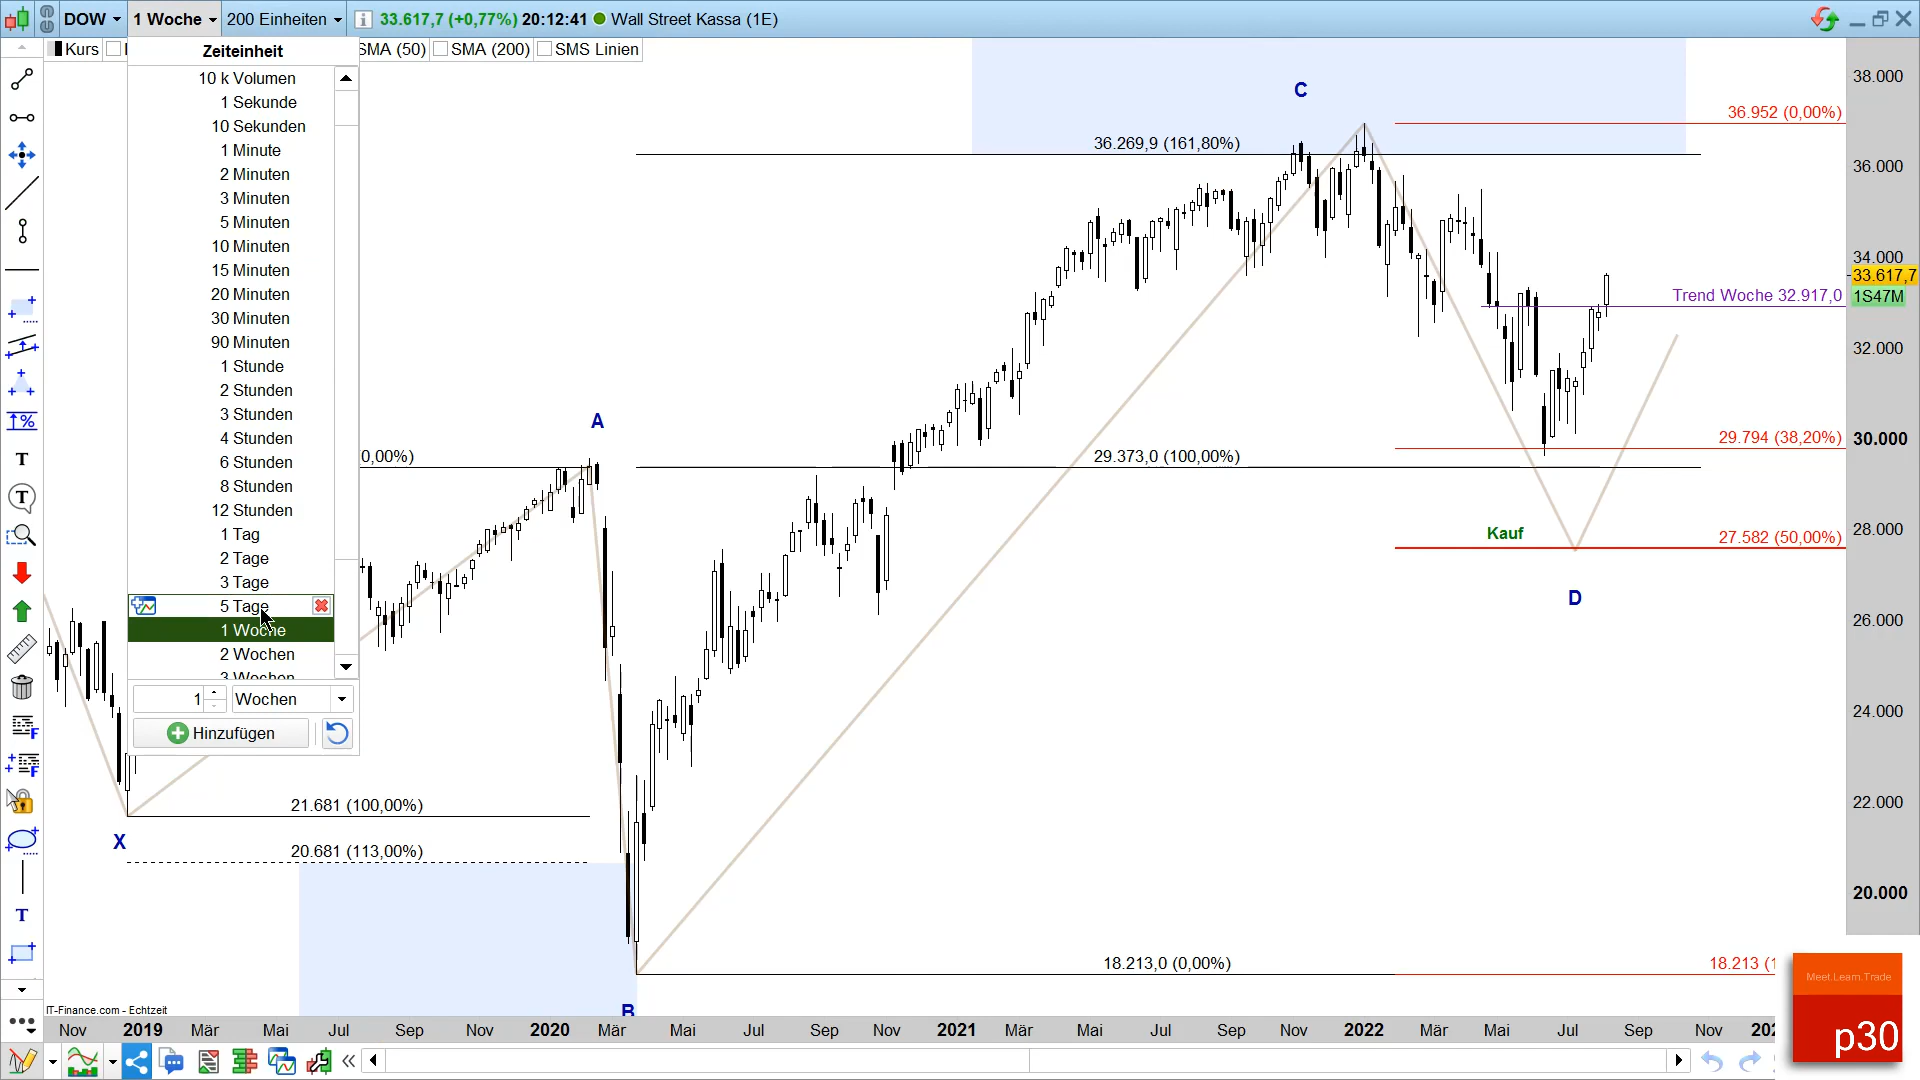 DOW
1 Woche
200 Einheiten
33.617,7 (+0,77%) 20:12:41 Wall Street Kassa (1E)
Kurs
SMA (50)
SMA (200)
SMS Linien
Zeiteinheit
10 k Volumen
1 Sekunde
10 Sekunden
1 Minute
2 Minuten
3 Minuten
5 Minuten
10 Minuten
15 Minuten
20 Minuten
30 Minuten
90 Minuten
1 Stunde
2 Stunden
3 Stunden
4 Stunden
6 Stunden
8 Stunden
12 Stunden
1 Tag
2 Tage
3 Tage
5 Tage
1 Woche
2 Wochen
3 Wochen
1 Wochen
Hinzufügen
C
36.952 (0,00%)
36.269,9 (161,80%)
Trend Woche 32.917,0
A
0,00%)
29.373,0 (100,00%)
29.794 (38,20%)
Kauf
27.582 (50,00%)
D
21.681 (100,00%)
X
20.681 (113,00%)
18.213,0 (0,00%)
18.213 (1
B
38.000
36.000
34.000
33.617,7
1S47M
32.000
30.000
28.000
26.000
24.000
22.000
20.000
IT-Finance.com - Echtzeit
Nov 2019 Mär Mai Jul Sep Nov 2020 Mär Mai Jul Sep Nov 2021 Mär Mai Jul Sep Nov 2022 Mär Mai Jul Sep Nov 202
Meet.Learn.Trade
p30